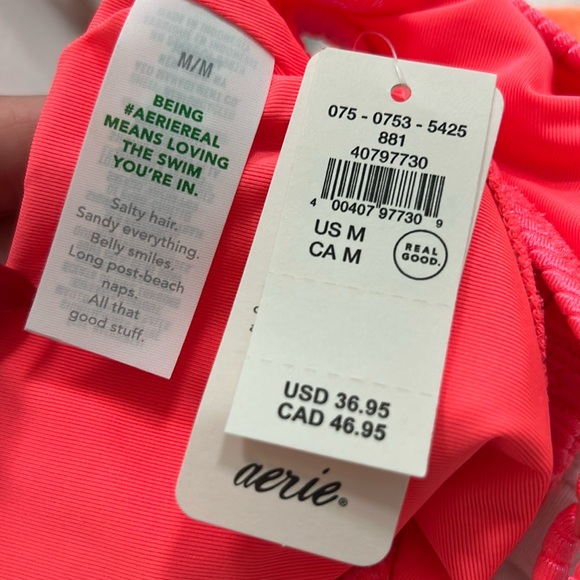 M/M
BEING
#AERIEREAL
MEANS LOVING
THE SWIM
YOU'RE IN.
Salty hair.
Sandy everything.
Belly smiles.
Long post-beach
naps.
All that
good stuff.
075 - 0753 - 5425
881
40797730
4 00407 97730 9
US M
CA M
REAL
GOOD.
USD 36.95
CAD 46.95
aerie®